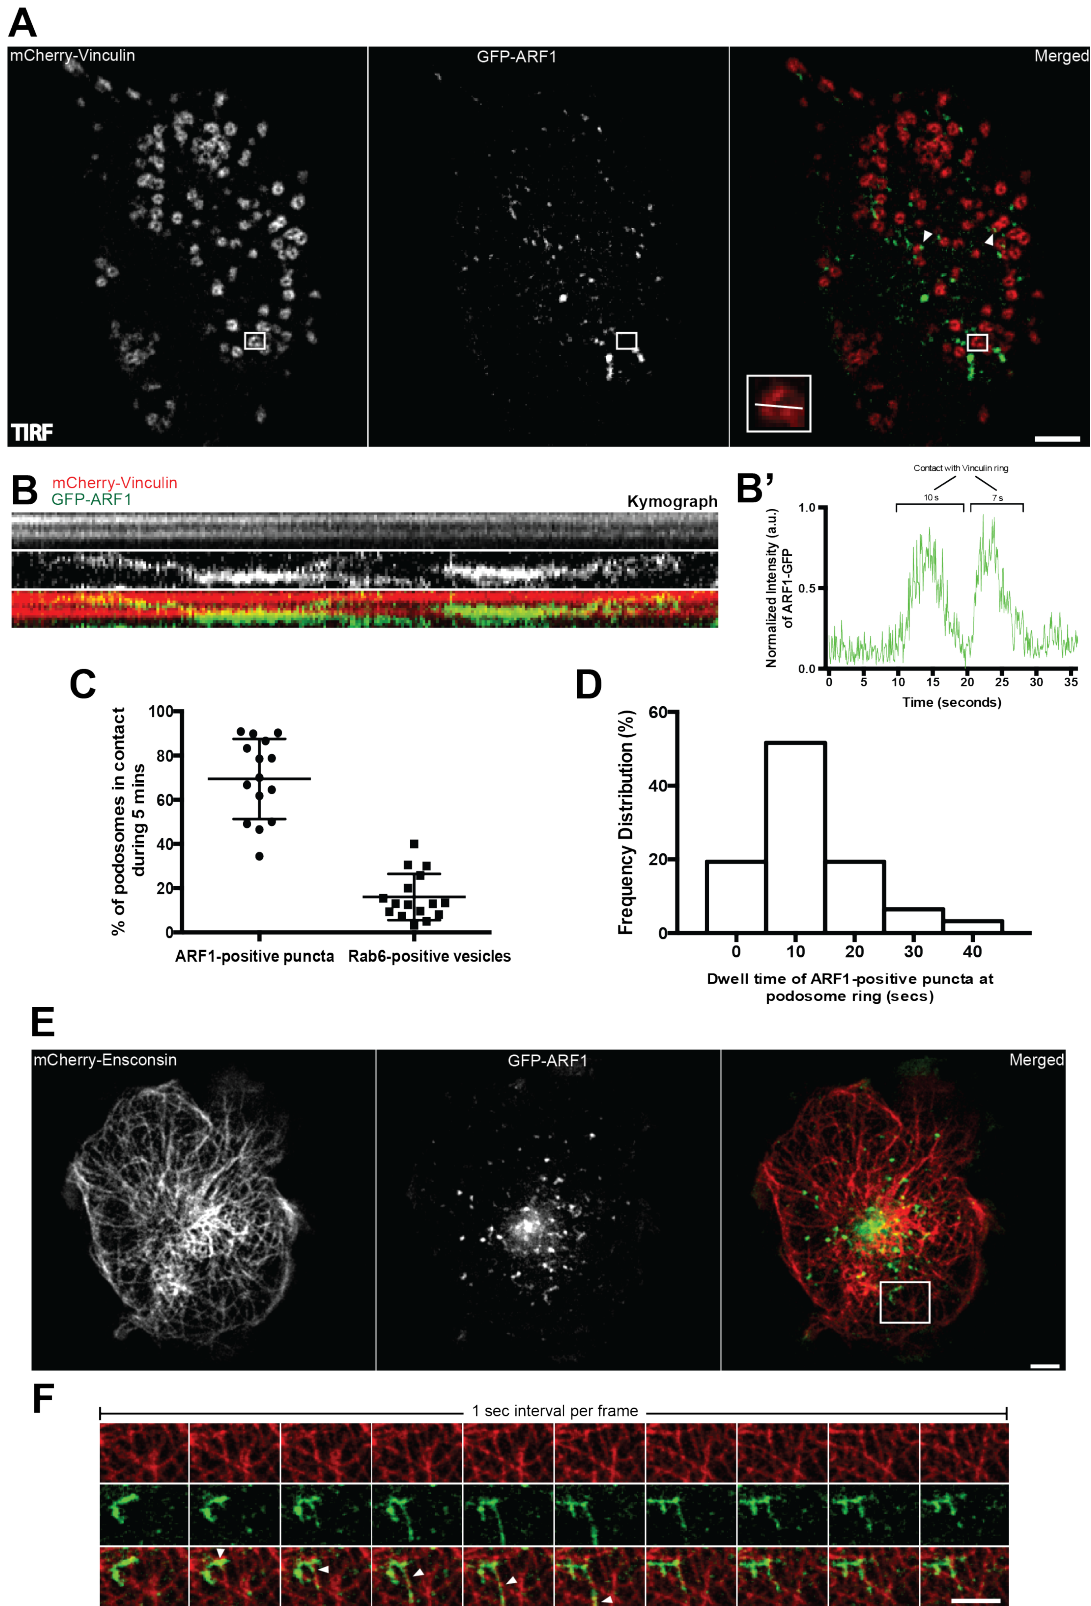 A
mCherry-Vinculin
GFP-ARF1
Merged
TIRF
B
mCherry-Vinculin
GFP-ARF1
Kymograph
B’
Contact with Vinculin ring
10 s
7 s
Normalized Intensity (a.u.)
of ARF1-GFP
1.0
0.5
0.0
0 5 10 15 20 25 30 35
Time (seconds)
C
% of podosomes in contact
during 5 mins
100
80
60
40
20
0
ARF1-positive puncta
Rab6-positive vesicles
D
Frequency Distribution (%)
60
40
20
0
0 10 20 30 40
Dwell time of ARF1-positive puncta at
podosome ring (secs)
E
mCherry-Ensconsin
GFP-ARF1
Merged
F
1 sec interval per frame